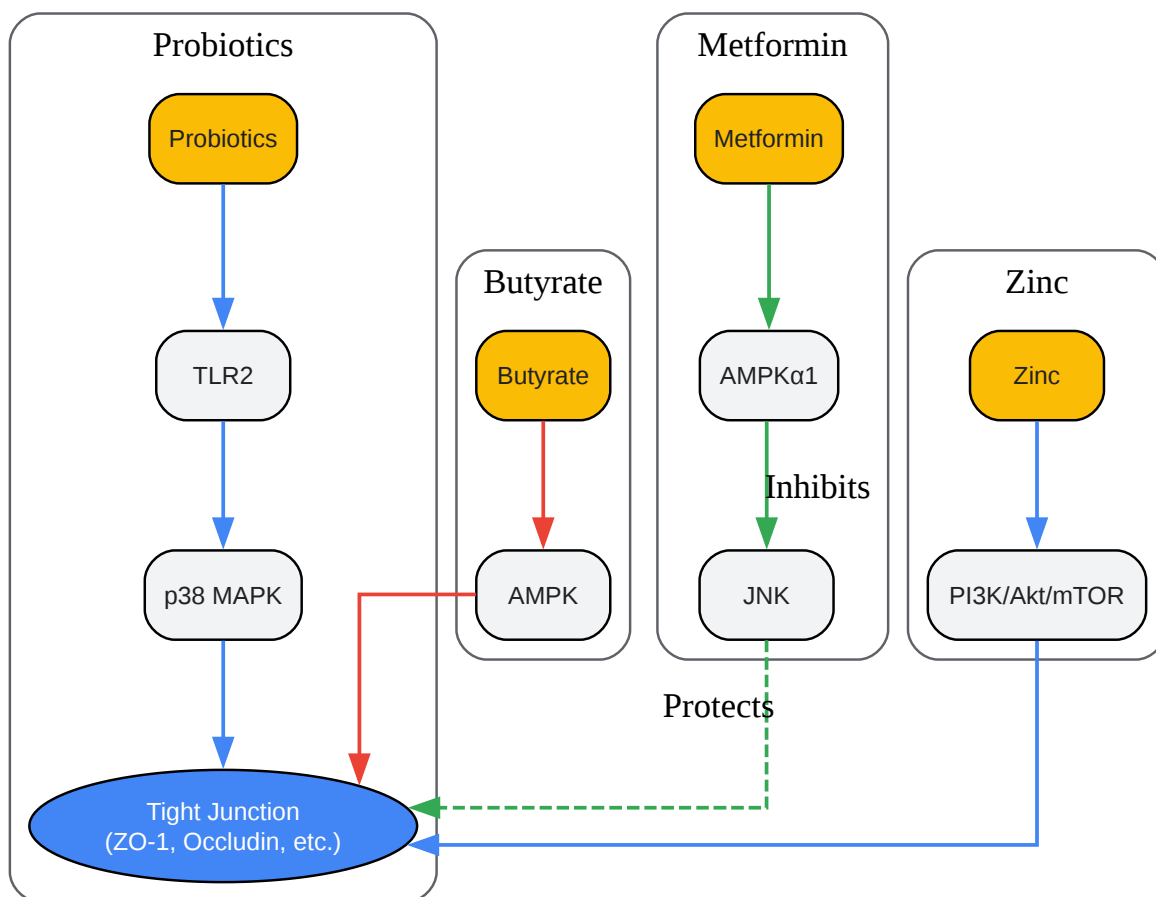 Probiotics
Probiotics
TLR2
p38 MAPK
Tight Junction
(ZO-1, Occludin, etc.)
Butyrate
Butyrate
AMPK
Metformin
Metformin
AMPKα1
Inhibits
JNK
Protects
Zinc
Zinc
PI3K/Akt/mTOR